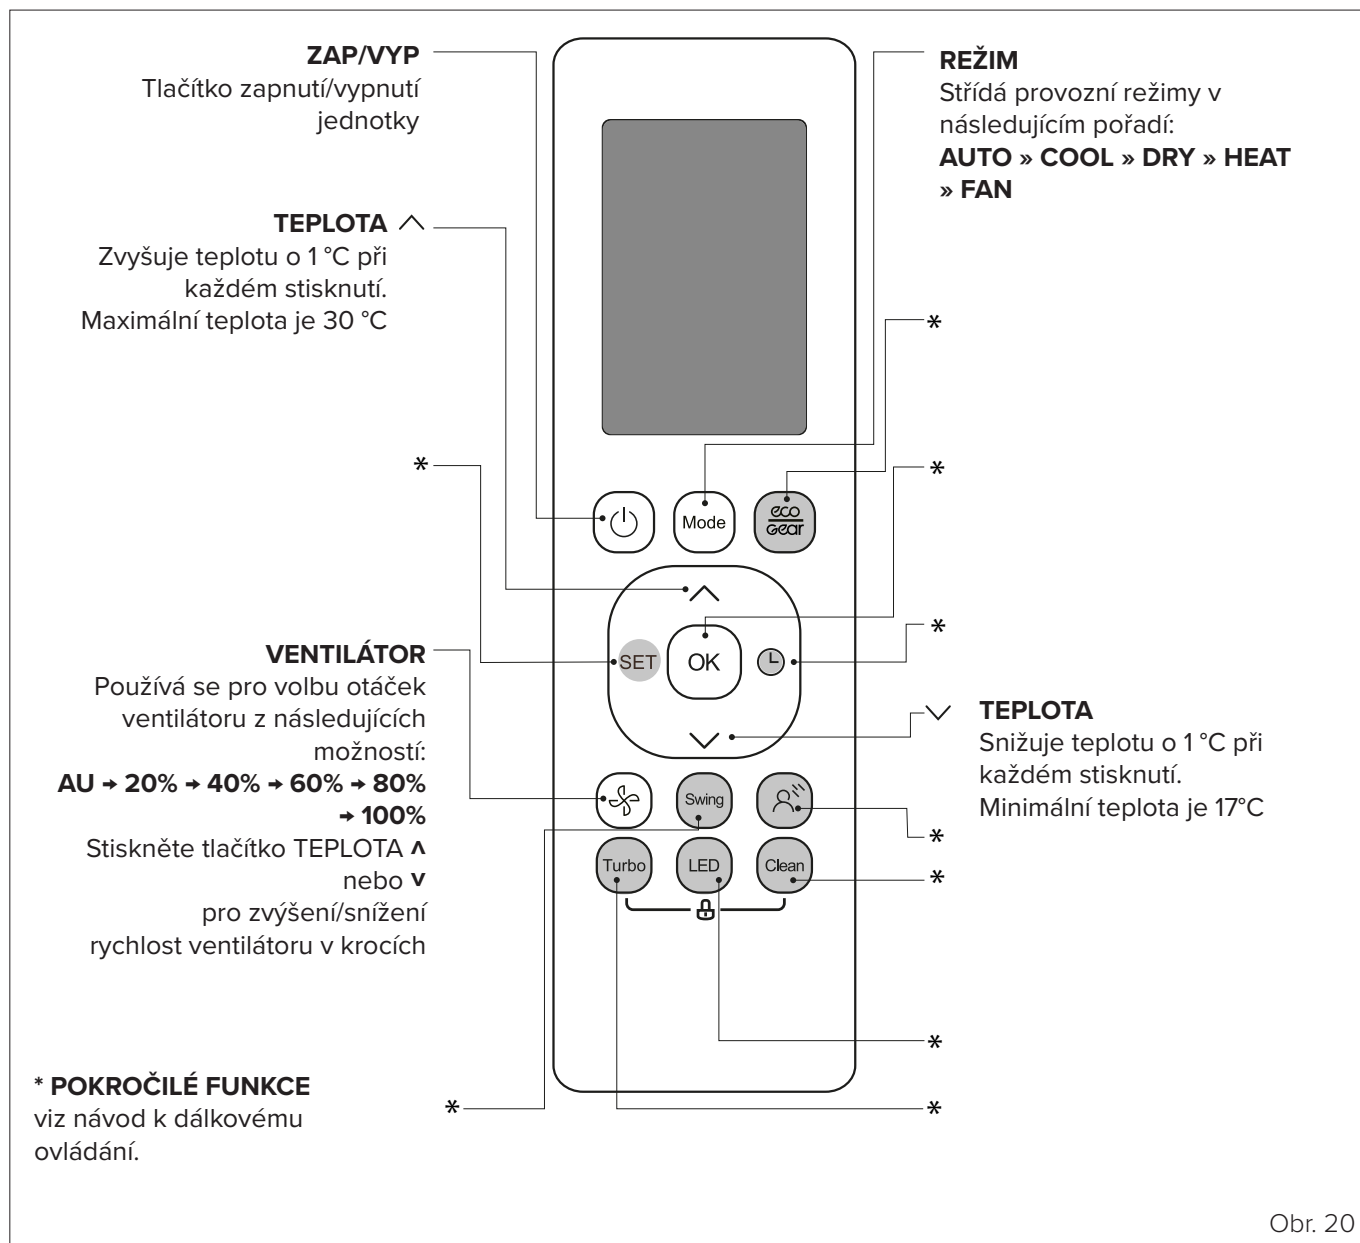 ZAP/VYP
Tlačítko zapnutí/vypnutí
jednotky
REŽIM
Střídá provozní režimy v
následujícím pořadí:
AUTO » COOL » DRY » HEAT
» FAN
TEPLOTA ∧
Zvyšuje teplotu o 1 °C při
každém stisknutí.
Maximální teplota je 30 °C
*
*
*
Mode
eco
Gear
SET
OK
*
VENTILÁTOR
Používá se pro volbu otáček
ventilátoru z následujících
možností:
AU → 20% → 40% → 60% → 80%
→ 100%
Stiskněte tlačítko TEPLOTA ∧
nebo ∨
pro zvýšení/snížení
rychlost ventilátoru v krocích
∨ TEPLOTA
Snižuje teplotu o 1 °C při
každém stisknutí.
Minimální teplota je 17°C
Swing
*
Turbo
LED
Clean
*
*
*
*
* POKROČILÉ FUNKCE
viz návod k dálkovému
ovládání.
Obr. 20